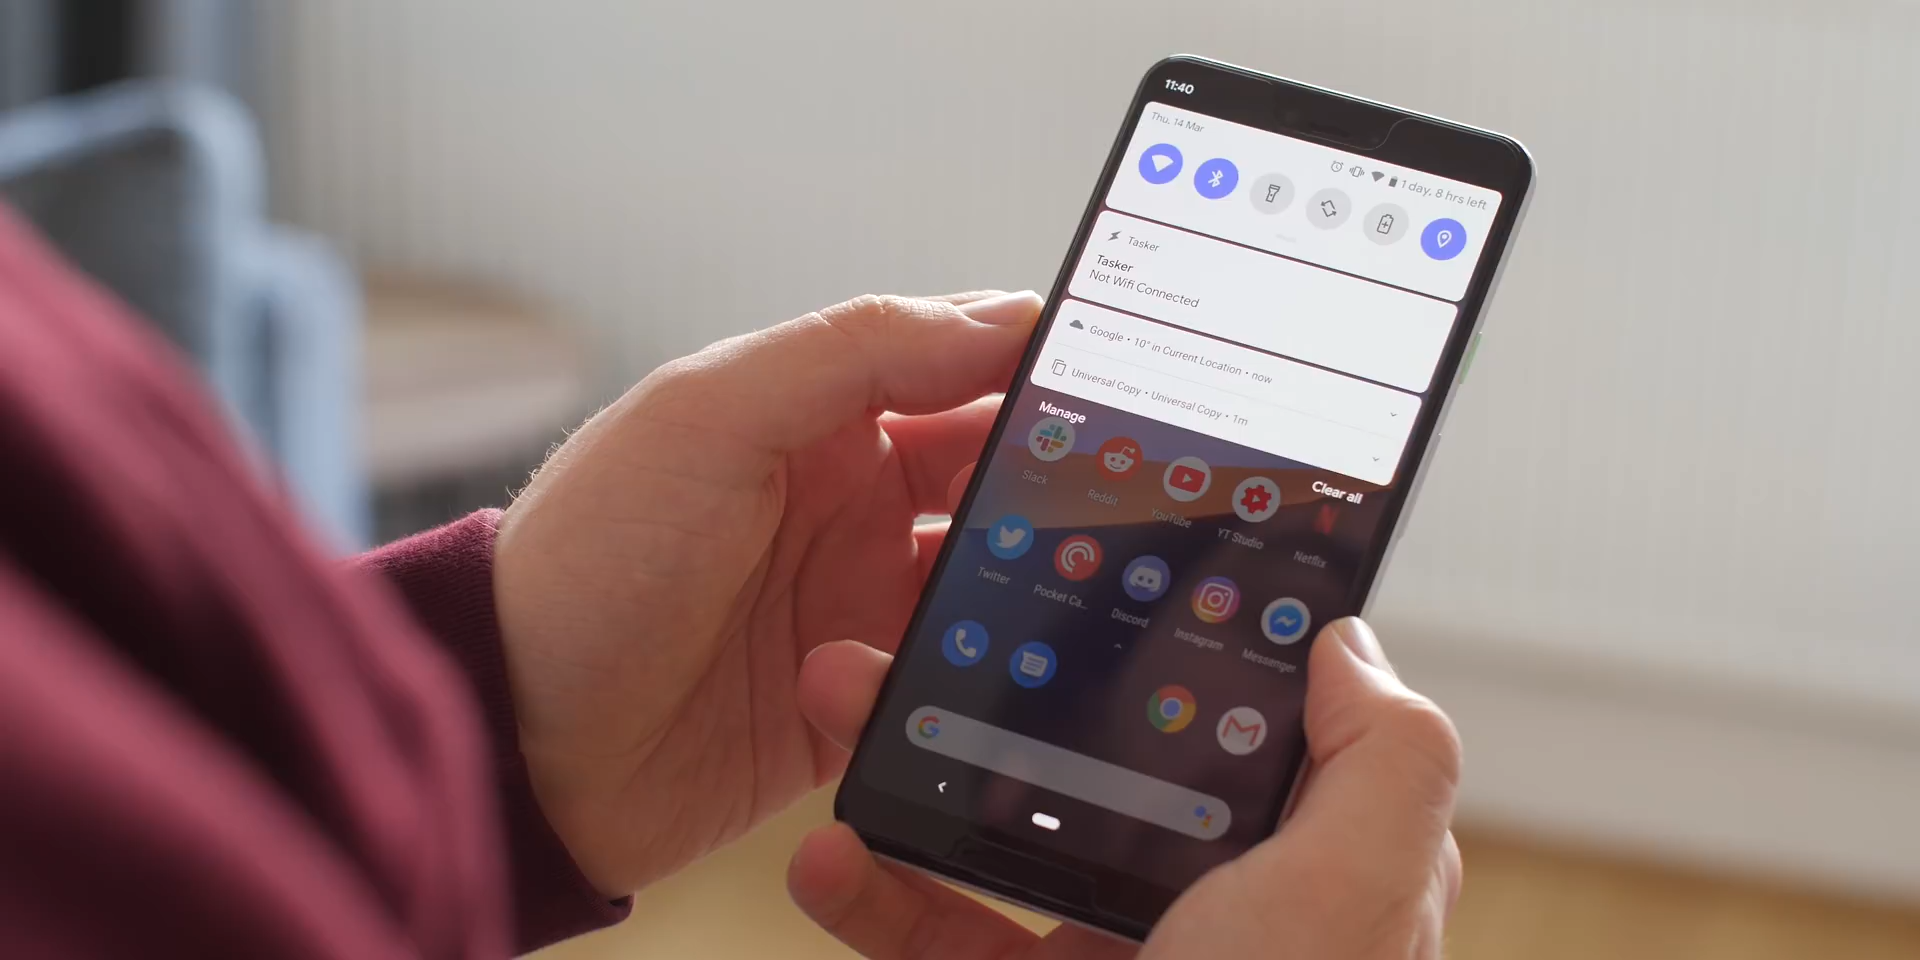 11:40
Thu, 14 Mar
1 day, 8 hrs left
Tasker
Tasker
Not Wifi Connected
Google • 10° in Current Location • now
Universal Copy • Universal Copy • 1m
Manage
Clear all
Slack
Reddit
YouTube
YT Studio
Netflix
Twitter
Pocket Ca...
Discord
Instagram
Messenger